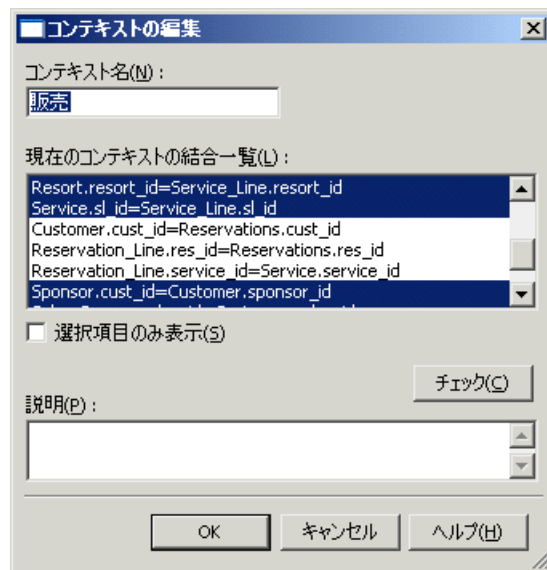 コンテキストの編集
コンテキスト名(N) :
販売
現在のコンテキストの結合一覧(L) :
Resort.resort_id=Service_Line.resort_id
Service.sl_id=Service_Line.sl_id
Customer.cust_id=Reservations.cust_id
Reservation_Line.res_id=Reservations.res_id
Reservation_Line.service_id=Service.service_id
Sponsor.cust_id=Customer.sponsor_id
選択項目のみ表示(S)
チェック(C)
説明(P) :
OK
キャンセル
ヘルプ(H)